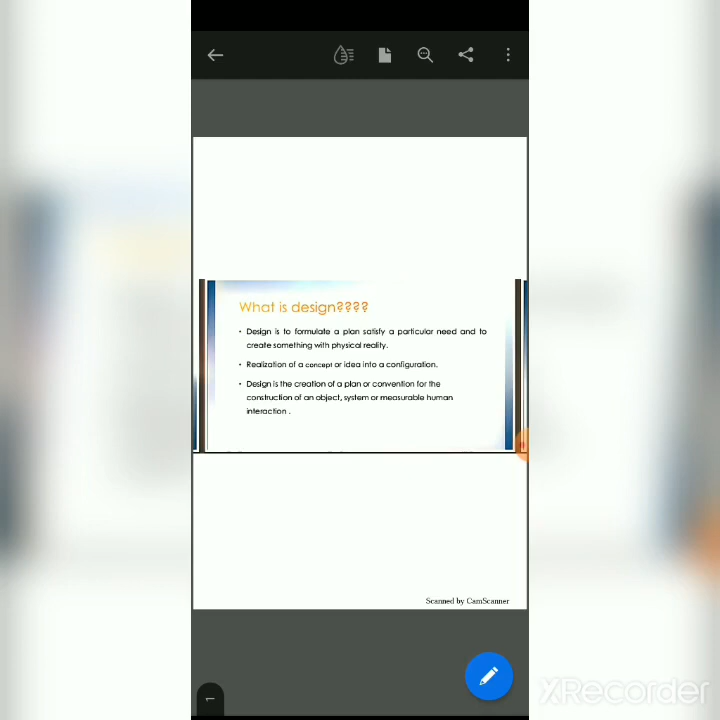 What is design????
• Design is to formulate a plan satisfy a particular need and to
create something with physical reality.
• Realization of a concept or idea into a configuration.
• Design is the creation of a plan or convention for the
construction of an object, system or measurable human
interaction .
Scanned by CamScanner
1
XRecorder